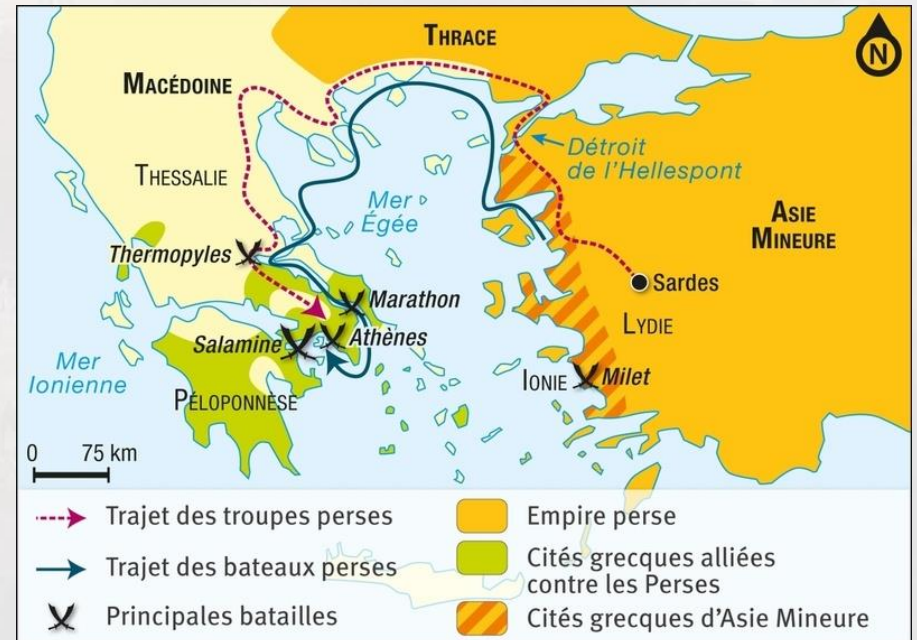 THRACE
N
MACÉDOINE
Détroit
de l'Hellespont
THESSALIE
Mer
Égée
ASIE
MINEURE
Thermopyles
Sardes
Marathon
LYDIE
Salamine
Athènes
Mer
Ionienne
IONIE
Milet
PÉLOPONNÈSE
0 75 km
Trajet des troupes perses
Trajet des bateaux perses
Principales batailles
Empire perse
Cités grecques alliées
contre les Perses
Cités grecques d'Asie Mineure